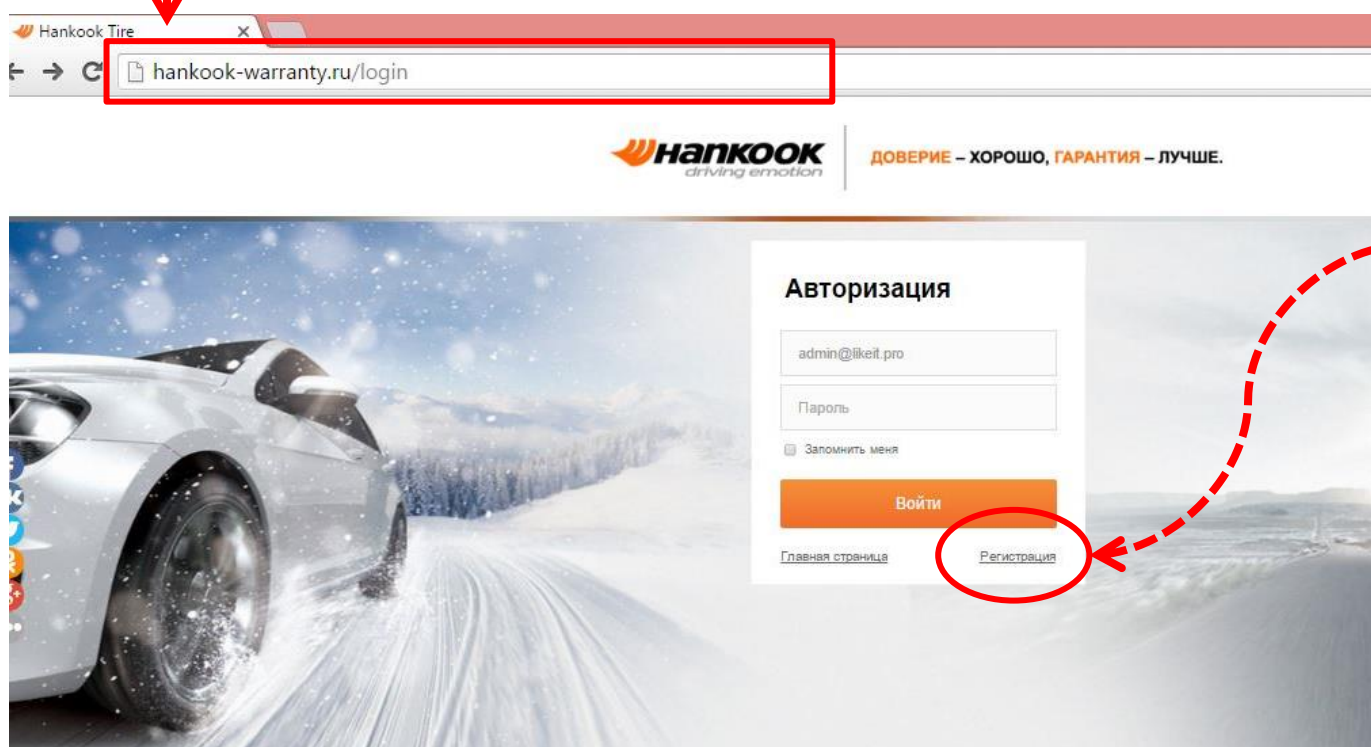 Hankook Tire
hankook-warranty.ru/login
Hankook
driving emotion
ДОВЕРИЕ – ХОРОШО, ГАРАНТИЯ – ЛУЧШЕ.
Авторизация
admin@likeit.pro
Пароль
Запомнить меня
Войти
Главная страница
Регистрация